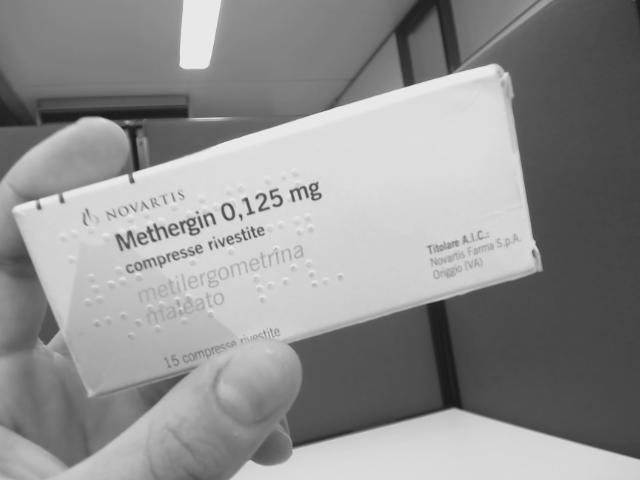 NOVARTIS
Methergin 0,125 mg
compresse rivestite
metilergometrina
maleato
15 compresse rivestite
Titolare A.I.C.:
Novartis Farma S.p.A.
Origgio (VA)